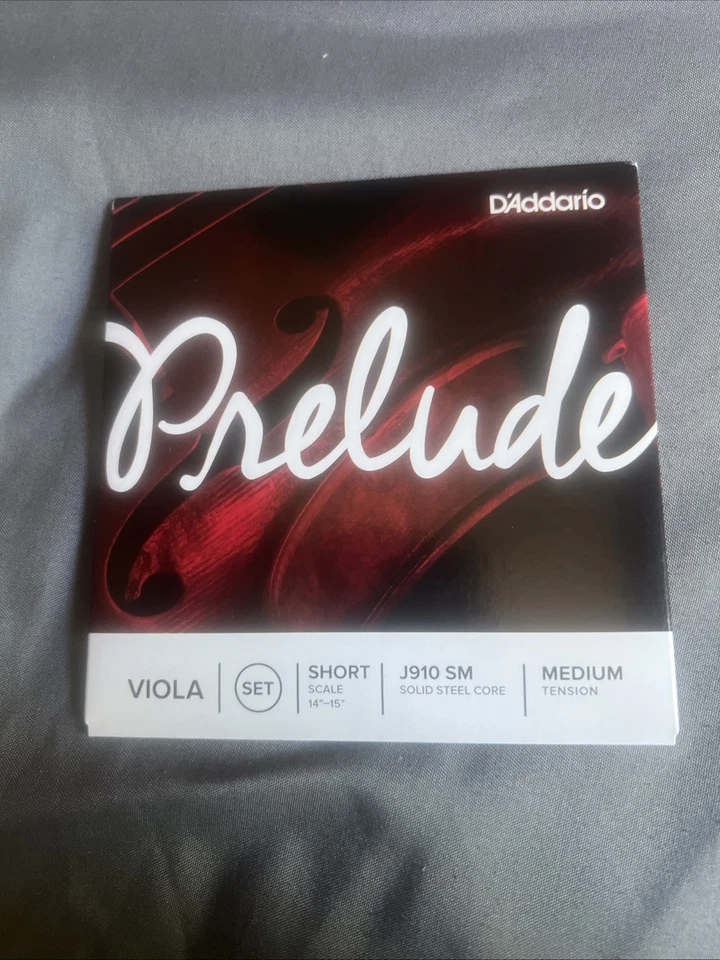 D'Addario
Prelude
VIOLA
SET
SHORT
SCALE
14"–15"
J910 SM
SOLID STEEL CORE
MEDIUM
TENSION